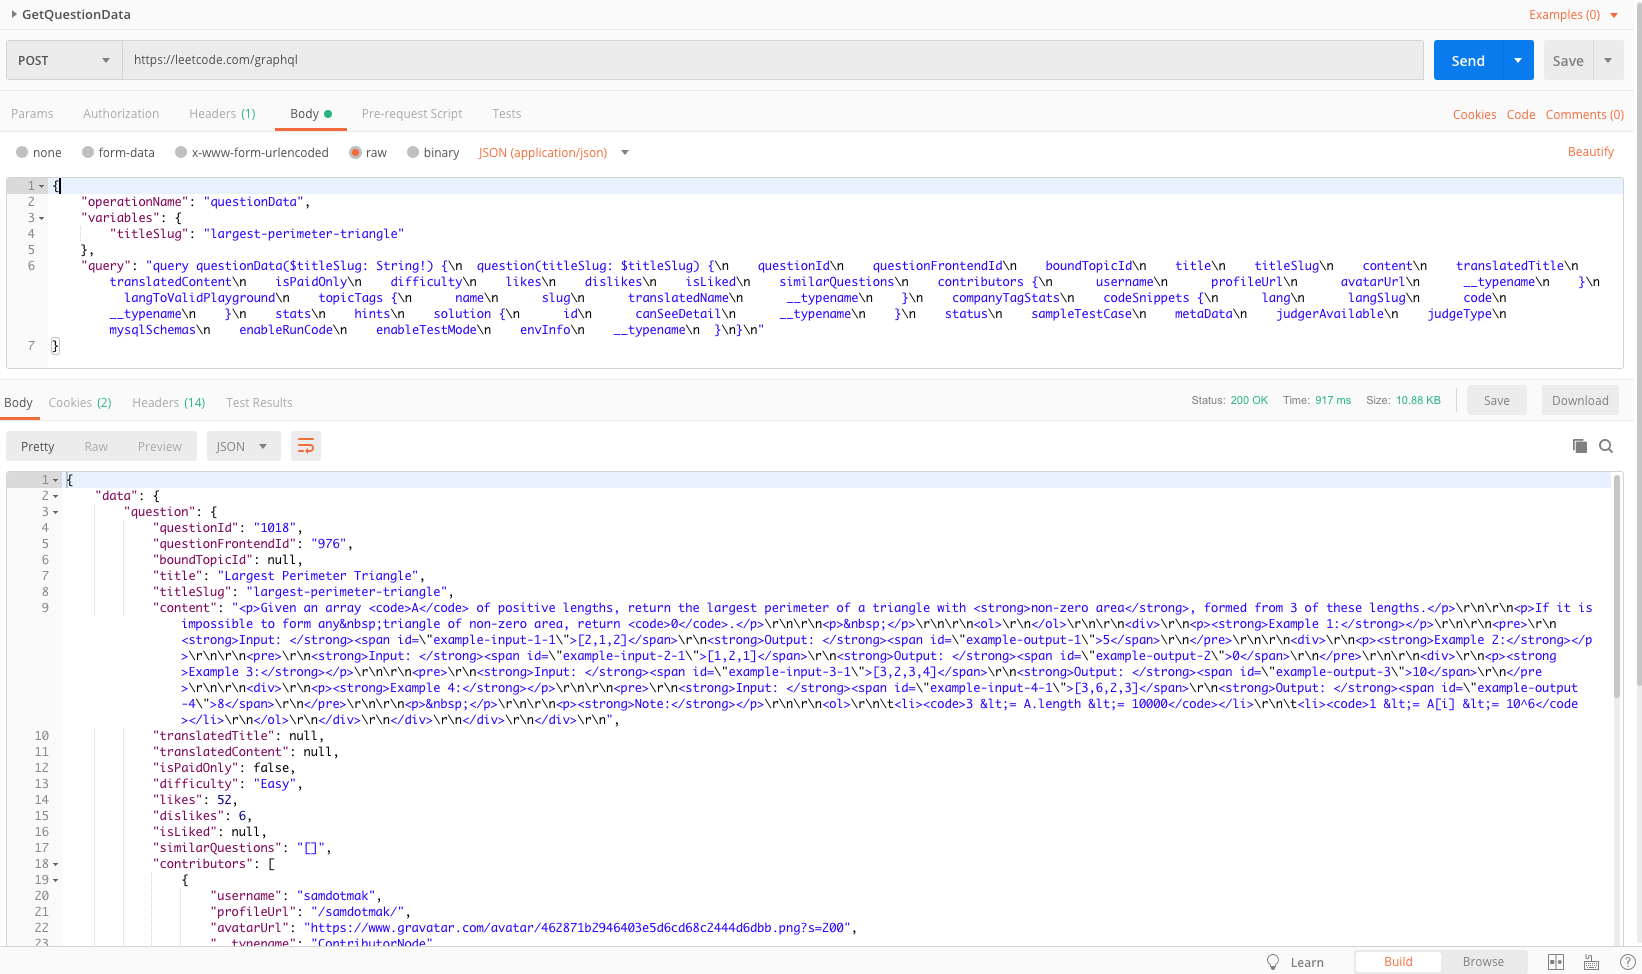 GetQuestionData
Examples (0)
POST
https://leetcode.com/graphql
Send
Save
Params Authorization Headers (1) Body Pre-request Script Tests
Cookies Code Comments (0)
none form-data x-www-form-urlencoded raw binary JSON (application/json)
Beautify
1 {
2 "operationName": "questionData",
3 "variables": {
4 "titleSlug": "largest-perimeter-triangle"
5 },
6 "query": "query questionData($titleSlug: String!) {\n  question(titleSlug: $titleSlug) {\n    questionId\n    questionFrontendId\n    boundTopicId\n    title\n    titleSlug\n    content\n    translatedTitle\n
translatedContent\n    isPaidOnly\n    difficulty\n    likes\n    dislikes\n    isLiked\n    similarQuestions\n    contributors {\n      username\n      profileUrl\n      avatarUrl\n      __typename\n    }\n
langToValidPlayground\n    topicTags {\n      name\n      slug\n      translatedName\n      __typename\n    }\n    companyTagStats\n    codeSnippets {\n      lang\n      langSlug\n      code\n
__typename\n    }\n    stats\n    hints\n    solution {\n      id\n      canSeeDetail\n      __typename\n    }\n    status\n    sampleTestCase\n    metaData\n    judgerAvailable\n    judgeType\n
mysqlSchemas\n    enableRunCode\n    enableTestMode\n    envInfo\n    __typename\n  }\n}\n"
7 }
Body Cookies (2) Headers (14) Test Results
Status: 200 OK Time: 917 ms Size: 10.88 KB
Save Download
Pretty Raw Preview JSON
1 {
2 "data": {
3 "question": {
4 "questionId": "1018",
5 "questionFrontendId": "976",
6 "boundTopicId": null,
7 "title": "Largest Perimeter Triangle",
8 "titleSlug": "largest-perimeter-triangle",
9 "content": "<p>Given an array <code>A</code> of positive lengths, return the largest perimeter of a triangle with <strong>non-zero area</strong>, formed from 3 of these lengths.</p>\r\n\r\n<p>If it is
impossible to form any&nbsp;triangle of non-zero area, return <code>0</code>.</p>\r\n\r\n<p>&nbsp;</p>\r\n\r\n<ol>\r\n</ol>\r\n\r\n<div>\r\n<p><strong>Example 1:</strong></p>\r\n\r\n<pre>\r\n
<strong>Input: </strong><span id=\"example-input-1-1\">[2,1,2]</span>\r\n<strong>Output: </strong><span id=\"example-output-1\">5</span>\r\n</pre>\r\n\r\n<div>\r\n<p><strong>Example 2:</strong></p
>\r\n\r\n<pre>\r\n<strong>Input: </strong><span id=\"example-input-2-1\">[1,2,1]</span>\r\n<strong>Output: </strong><span id=\"example-output-2\">0</span>\r\n</pre>\r\n\r\n<div>\r\n<p><strong
>Example 3:</strong></p>\r\n\r\n<pre>\r\n<strong>Input: </strong><span id=\"example-input-3-1\">[3,2,3,4]</span>\r\n<strong>Output: </strong><span id=\"example-output-3\">10</span>\r\n</pre
>\r\n\r\n<div>\r\n<p><strong>Example 4:</strong></p>\r\n\r\n<pre>\r\n<strong>Input: </strong><span id=\"example-input-4-1\">[3,6,2,3]</span>\r\n<strong>Output: </strong><span id=\"example-output
-4\">8</span>\r\n</pre>\r\n\r\n<p>&nbsp;</p>\r\n\r\n<p><strong>Note:</strong></p>\r\n\r\n<ol>\r\n\t<li><code>3 &lt;= A.length &lt;= 10000</code></li>\r\n\t<li><code>1 &lt;= A[i] &lt;= 10^6</code
></li>\r\n</ol>\r\n</div>\r\n</div>\r\n</div>\r\n</div>\r\n",
10 "translatedTitle": null,
11 "translatedContent": null,
12 "isPaidOnly": false,
13 "difficulty": "Easy",
14 "likes": 52,
15 "dislikes": 6,
16 "isLiked": null,
17 "similarQuestions": "[]",
18 "contributors": [
19 {
20 "username": "samdotmak",
21 "profileUrl": "/samdotmak/",
22 "avatarUrl": "https://www.gravatar.com/avatar/462871b2946403e5d6cd68c2444d6dbb.png?s=200",
23 "__typename": "ContributorNode"
Learn Build Browse